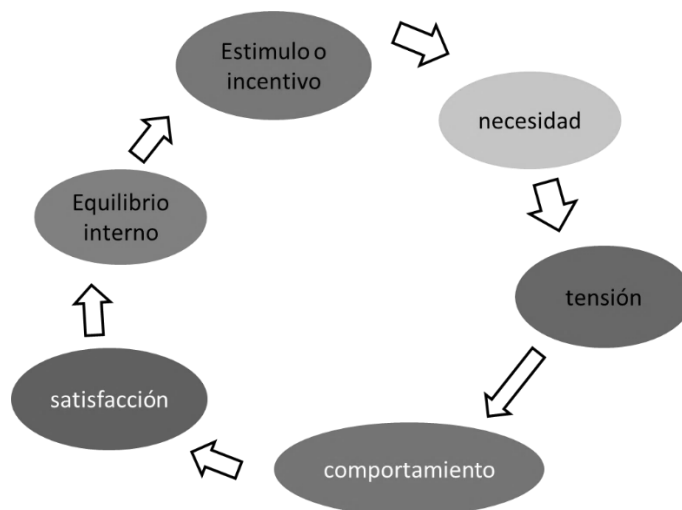 Estimulo o
incentivo
necesidad
tensión
comportamiento
satisfacción
Equilibrio
interno